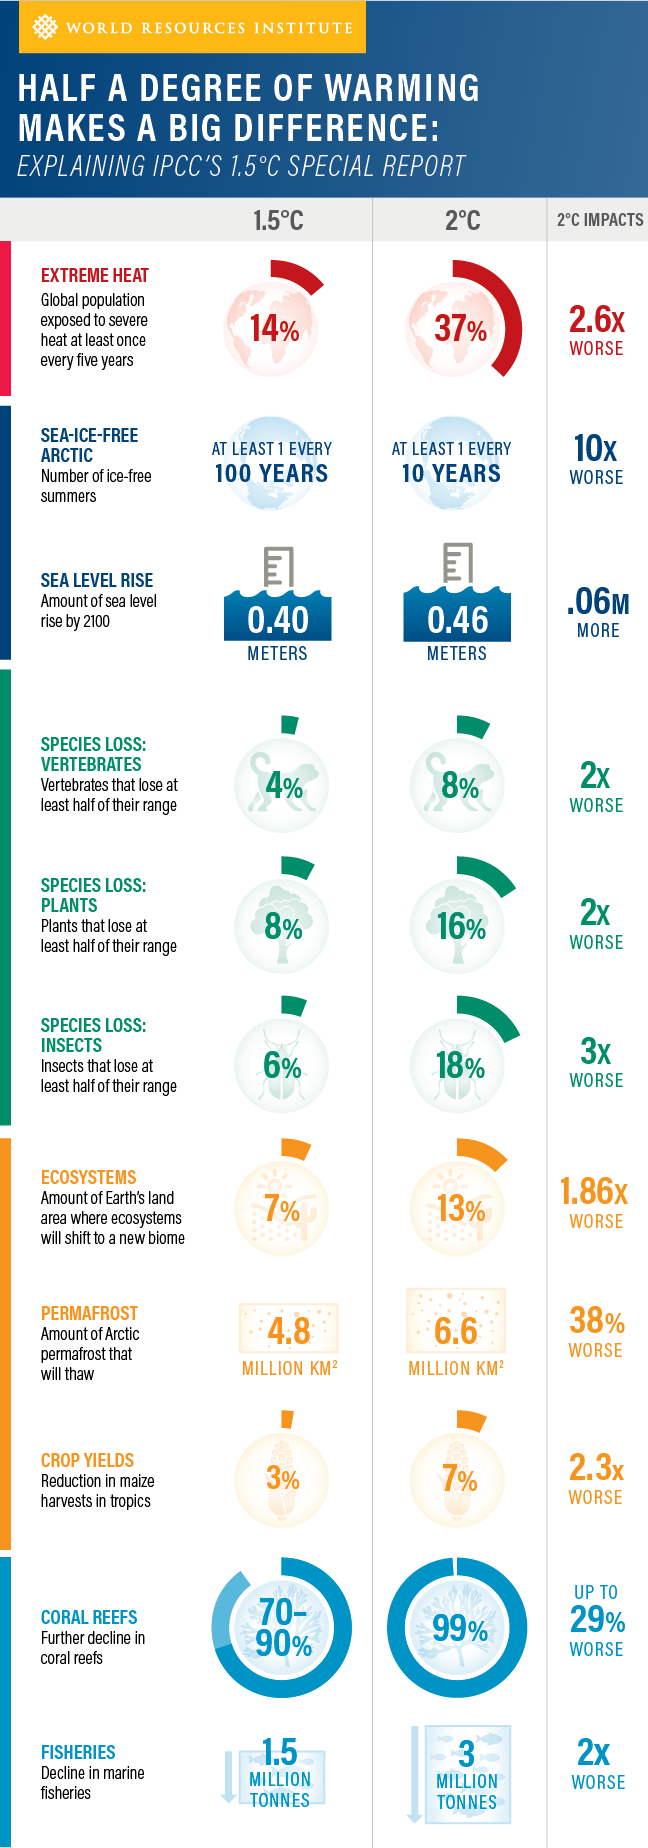 WORLD RESOURCES INSTITUTE
HALF A DEGREE OF WARMING
MAKES A BIG DIFFERENCE:
EXPLAINING IPCC'S 1.5°C SPECIAL REPORT
1.5°C
2°C
2°C IMPACTS
EXTREME HEAT
Global population
exposed to severe
heat at least once
every five years
14%
37%
2.6X
WORSE
SEA-ICE-FREE
ARCTIC
Number of ice-free
summers
AT LEAST 1 EVERY
100 YEARS
AT LEAST 1 EVERY
10 YEARS
10X
WORSE
SEA LEVEL RISE
Amount of sea level
rise by 2100
0.40
METERS
0.46
METERS
.06M
MORE
SPECIES LOSS:
VERTEBRATES
Vertebrates that lose at
least half of their range
4%
8%
2X
WORSE
SPECIES LOSS:
PLANTS
Plants that lose at
least half of their range
8%
16%
2X
WORSE
SPECIES LOSS:
INSECTS
Insects that lose at
least half of their range
6%
18%
3X
WORSE
ECOSYSTEMS
Amount of Earth's land
area where ecosystems
will shift to a new biome
7%
13%
1.86X
WORSE
PERMAFROST
Amount of Arctic
permafrost that
will thaw
4.8
MILLION KM²
6.6
MILLION KM²
38%
WORSE
CROP YIELDS
Reduction in maize
harvests in tropics
3%
7%
2.3X
WORSE
CORAL REEFS
Further decline in
coral reefs
70–
90%
99%
UP TO
29%
WORSE
FISHERIES
Decline in marine
fisheries
1.5
MILLION
TONNES
3
MILLION
TONNES
2X
WORSE